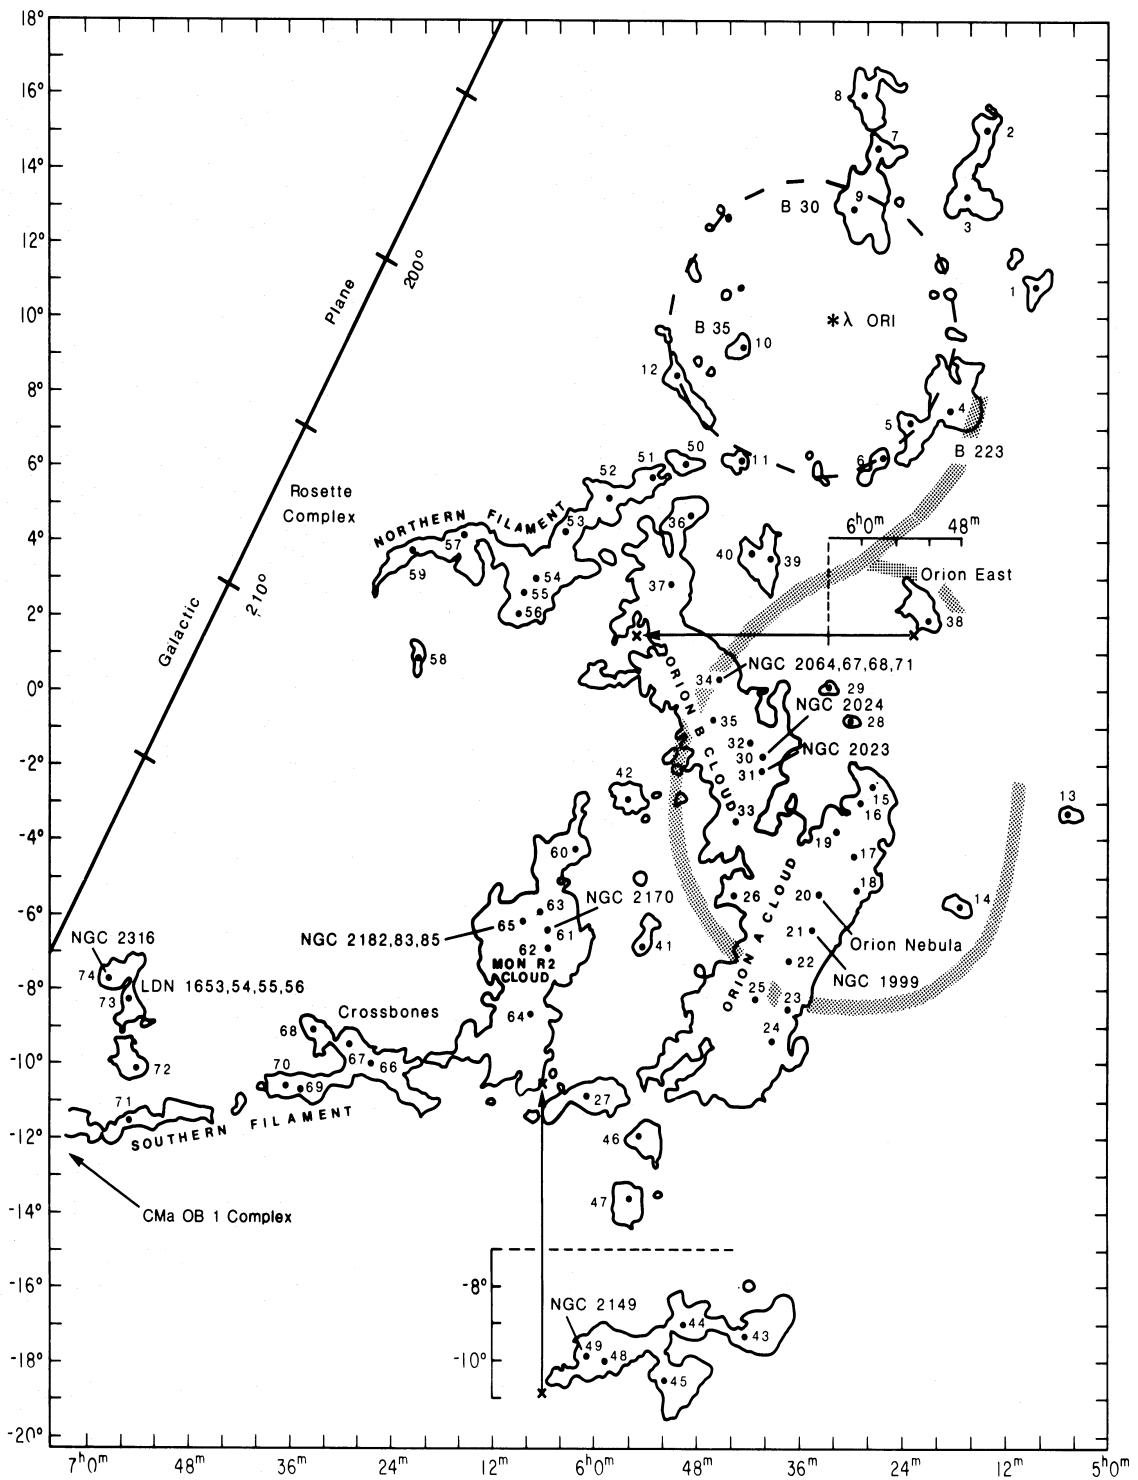 18°
16°
14°
12°
10°
8°
6°
4°
2°
0°
-2°
-4°
-6°
-8°
-10°
-12°
-14°
-16°
-18°
-20°
8
2
7
B 30
9
3
200°
1
Plane
B 35
*λ ORI
10
12
4
5
B 223
50
11
6
51
52
Rosette
Complex
NORTHERN FILAMENT
53
36
6ʰ0ᵐ
48ᵐ
57
40
39
59
54
37
Orion East
55
210°
56
38
Galactic
58
34
NGC 2064,67,68,71
ORION B CLOUD
29
NGC 2024
35
28
32
30
NGC 2023
31
42
13
15
33
16
19
60
17
26
18
20
14
63
NGC 2170
65
61
21
NGC 2316
NGC 2182,83,85
62
41
Orion Nebula
74
MON R2
CLOUD
22
NGC 1999
ORION A CLOUD
LDN 1653,54,55,56
73
25
23
Crossbones
64
68
24
67
66
72
70
69
27
71
SOUTHERN FILAMENT
46
47
CMa OB 1 Complex
-8°
NGC 2149
44
43
49
48
-10°
45
7ʰ0ᵐ
48ᵐ
36ᵐ
24ᵐ
12ᵐ
6ʰ0ᵐ
48ᵐ
36ᵐ
24ᵐ
12ᵐ
5ʰ0ᵐ